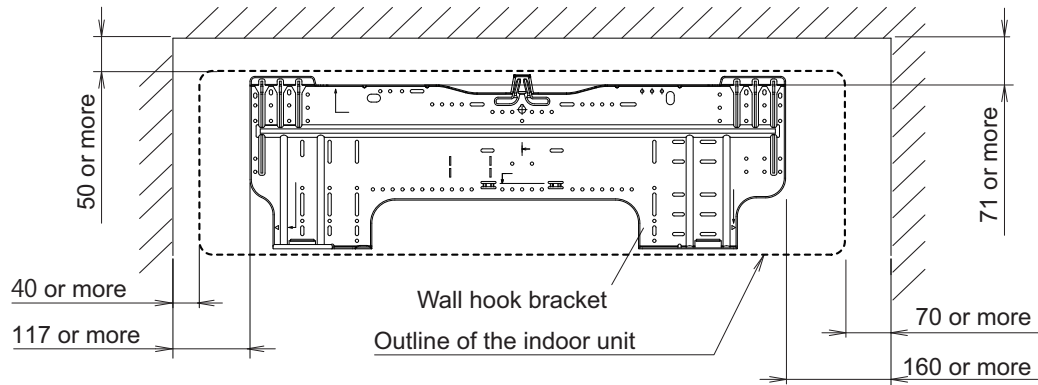 50 or more
71 or more
40 or more
117 or more
Wall hook bracket
Outline of the indoor unit
70 or more
160 or more